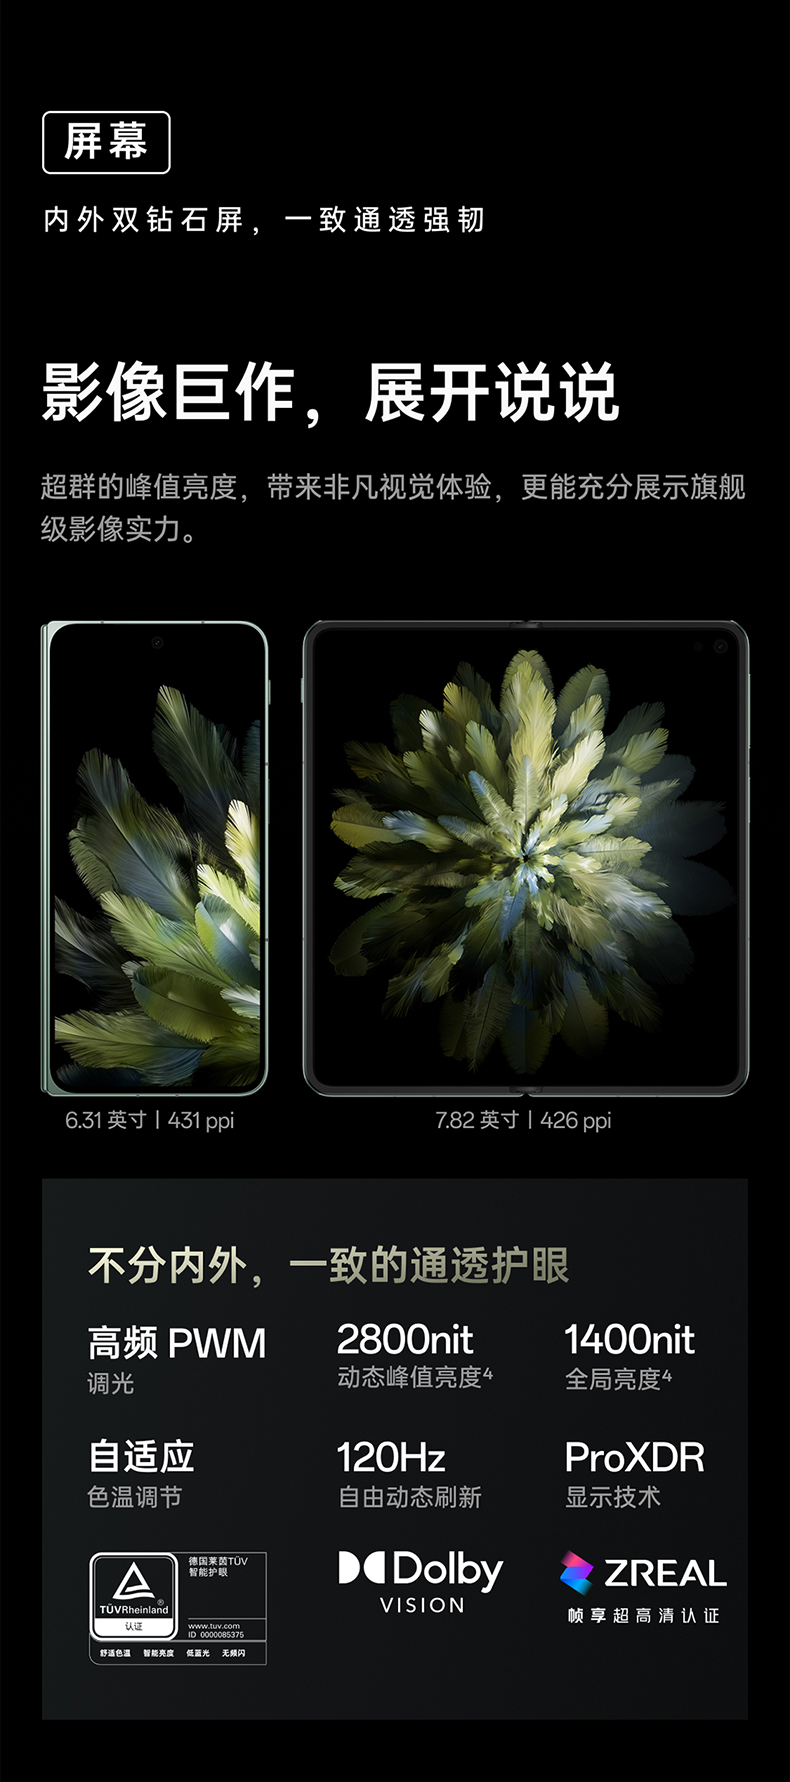 屏幕
内外双钻石屏，一致通透强韧
影像巨作，展开说说
超群的峰值亮度，带来非凡视觉体验，更能充分展示旗舰
级影像实力。
6.31 英寸 | 431 ppi
7.82 英寸 | 426 ppi
不分内外，一致的通透护眼
高频 PWM
调光
2800nit
动态峰值亮度⁴
1400nit
全局亮度⁴
自适应
色温调节
120Hz
自由动态刷新
ProXDR
显示技术
TÜVRheinland®
认证
德国莱茵TÜV
智能护眼
www.tuv.com
ID 0000085375
舒适色温 智能亮度 低蓝光 无频闪
Dolby
VISION
ZREAL
帧享超高清认证